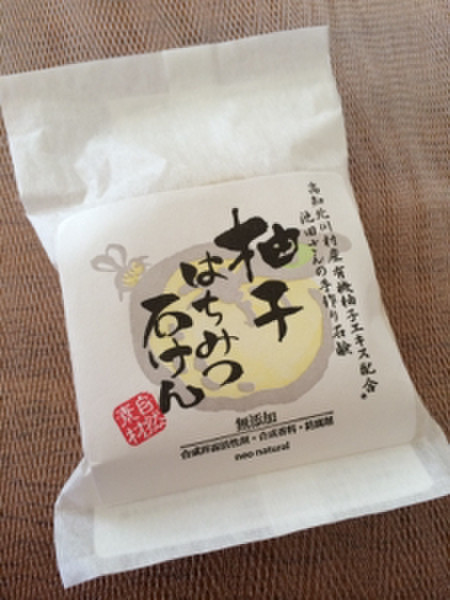 高知北川村産有機柚子エキス配合。
池田さんの手作り石鹸
柚子
はちみつ
石けん
自然
素材
無添加
合成界面活性剤・合成香料・防腐剤
neo natural